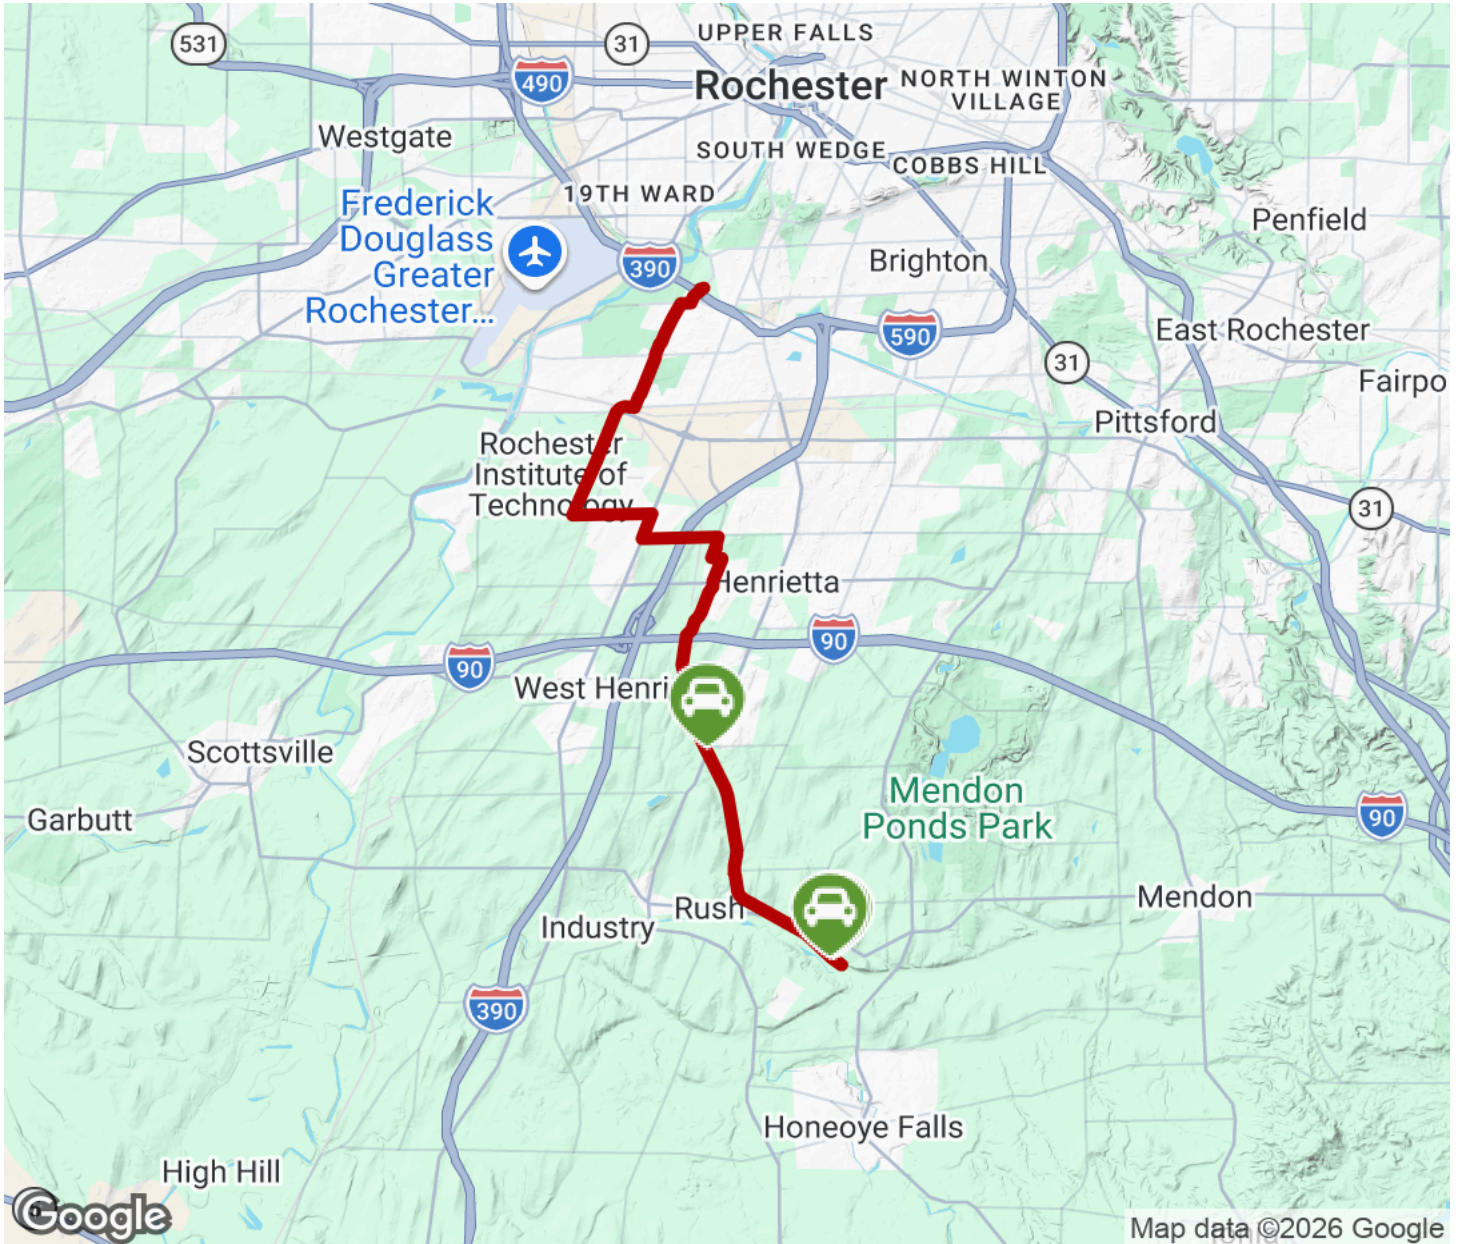 531
31
UPPER FALLS
490
Rochester
NORTH WINTON
VILLAGE
Westgate
SOUTH WEDGE
COBBS HILL
19TH WARD
Frederick
Douglass
Greater
Rochester...
Penfield
Brighton
390
590
East Rochester
31
Fairpo
Pittsford
Rochester
Institute of
Technology
31
Henrietta
90
90
West Henri
Scottsville
Mendon
Ponds Park
Garbutt
90
Mendon
Rush
Industry
390
Honeoye Falls
High Hill
Google
Map data ©2026 Google